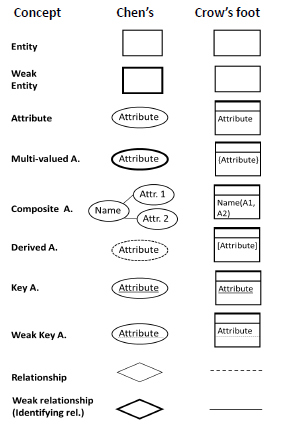 Concept Chen's Crow's foot
Entity
Weak
Entity
Attribute Attribute Attribute
Multi-valued A. Attribute {Attribute}
Attr. 1
Composite A. Name Name(A1,
A2)
Attr. 2
Derived A. Attribute [Attribute]
Key A. Attribute Attribute
Weak Key A. Attribute Attribute
Relationship
Weak relationship
(Identifying rel.)